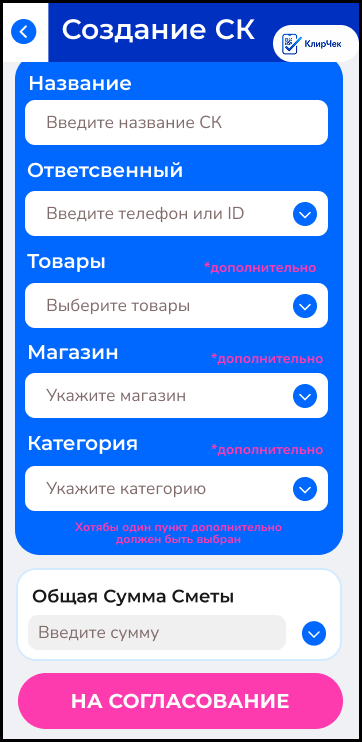 Создание СК
КлирЧек
Название
Введите название СК
Ответсвенный
Введите телефон или ID
Товары
*дополнительно
Выберите товары
Магазин
*дополнительно
Укажите магазин
Категория
*дополнительно
Укажите категорию
Хотябы один пункт дополнительно
должен быть выбран
Общая Сумма Сметы
Введите сумму
НА СОГЛАСОВАНИЕ